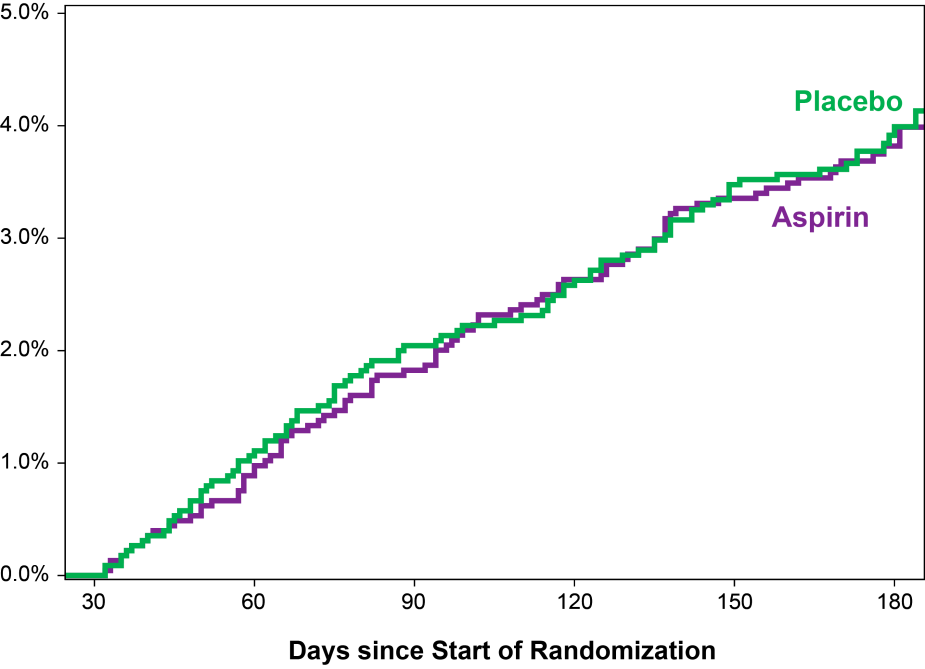 5.0%
Placebo
4.0%
Aspirin
3.0%
2.0%
1.0%
0.0%
30 60 90 120 150 180
Days since Start of Randomization